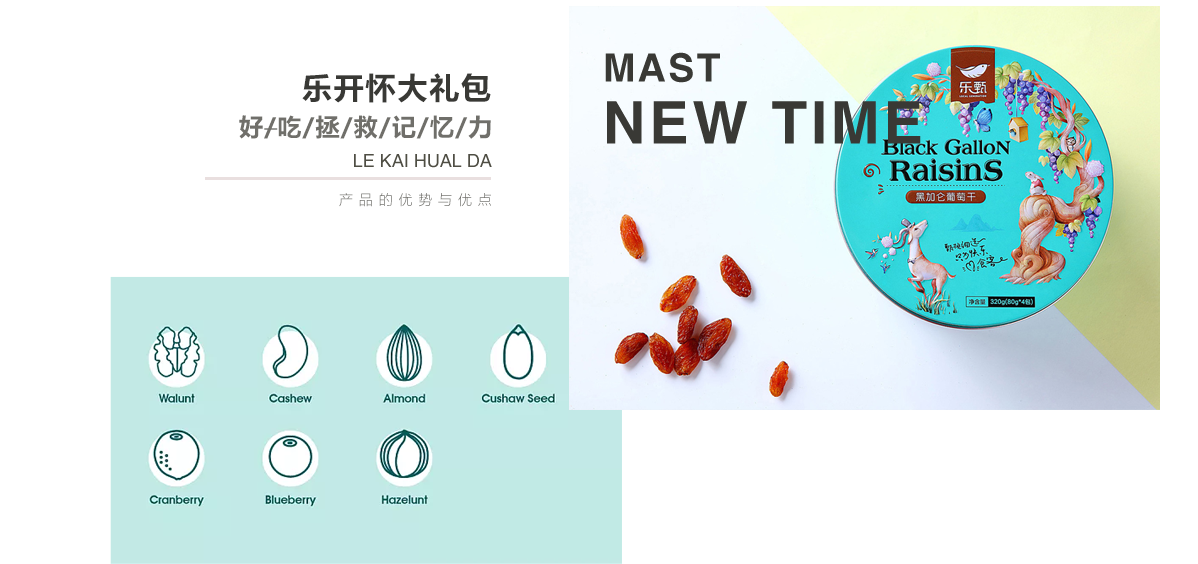 乐开怀大礼包
好/吃/拯/救/记/忆/力
LE KAI HUAL DA
产品的优势与优点
MAST
NEW TIME
乐甄
Black GalloN
RaisinS
黑加仑葡萄干
净含量 320g(80g*4包)
Walunt
Cashew
Almond
Cushaw Seed
Cranberry
Blueberry
Hazelunt